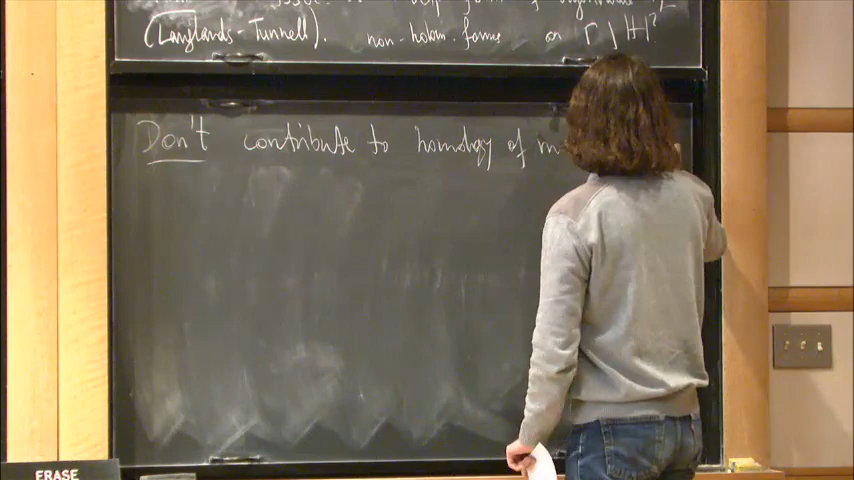 (Langlands-Tunnell). non-holom. forms on Γ \ H?
Don't contribute to homology of m
ERASE